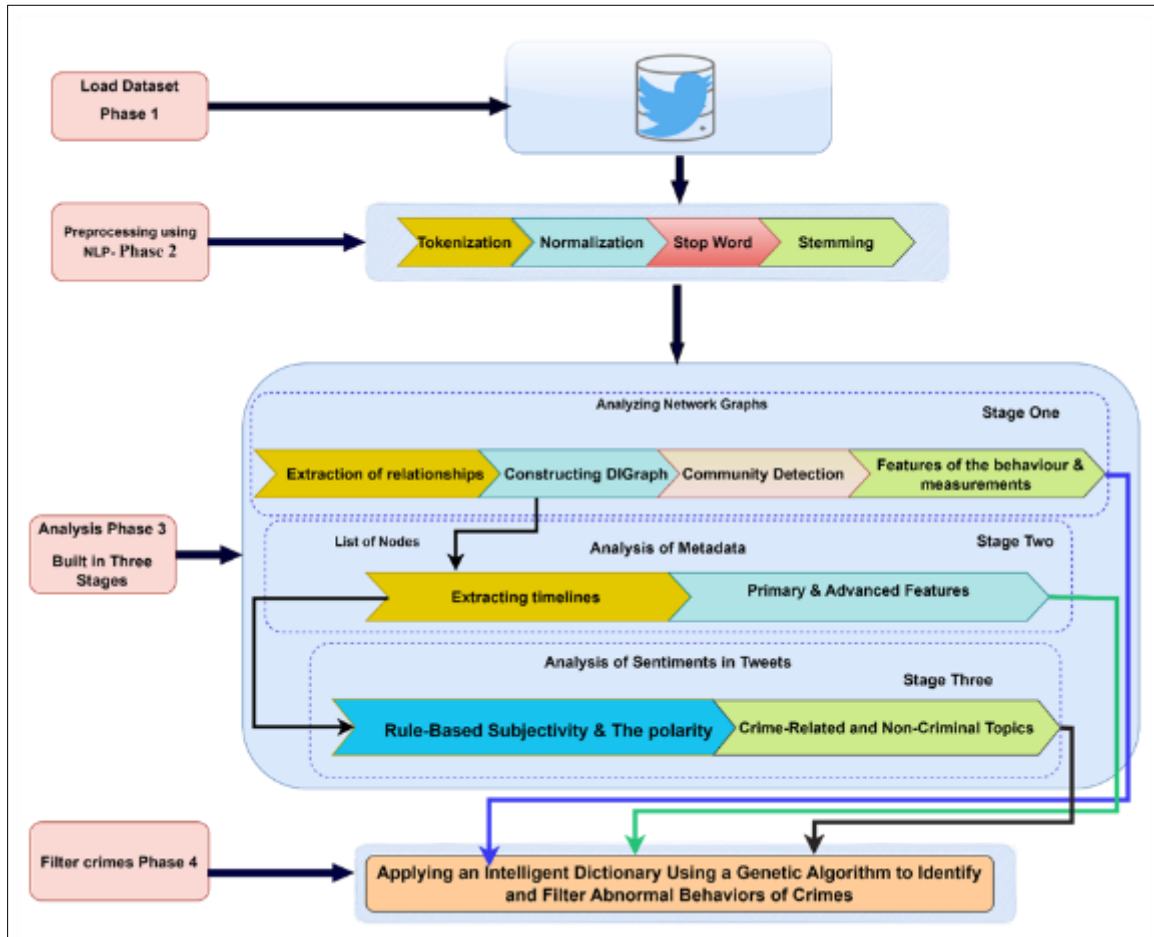 Load Dataset
Phase 1
Preprocessing using
NLP- Phase 2
Tokenization
Normalization
Stop Word
Stemming
Analyzing Network Graphs
Stage One
Extraction of relationships
Constructing DIGraph
Community Detection
Features of the behaviour &
measurements
Analysis Phase 3
Built in Three
Stages
List of Nodes
Analysis of Metadata
Stage Two
Extracting timelines
Primary & Advanced Features
Analysis of Sentiments in Tweets
Stage Three
Rule-Based Subjectivity & The polarity
Crime-Related and Non-Criminal Topics
Filter crimes Phase 4
Applying an Intelligent Dictionary Using a Genetic Algorithm to Identify
and Filter Abnormal Behaviors of Crimes